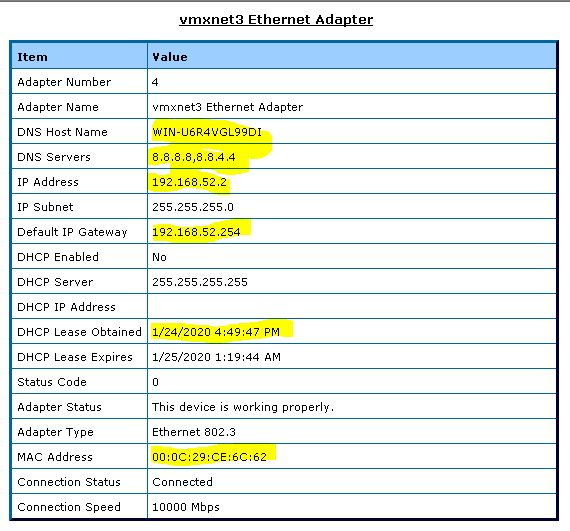 vmxnet3 Ethernet Adapter
Item Value
Adapter Number 4
Adapter Name vmxnet3 Ethernet Adapter
DNS Host Name WIN-U6R4VGL99DI
DNS Servers 8.8.8.8,8.8.4.4
IP Address 192.168.52.2
IP Subnet 255.255.255.0
Default IP Gateway 192.168.52.254
DHCP Enabled No
DHCP Server 255.255.255.255
DHCP IP Address
DHCP Lease Obtained 1/24/2020 4:49:47 PM
DHCP Lease Expires 1/25/2020 1:19:44 AM
Status Code 0
Adapter Status This device is working properly.
Adapter Type Ethernet 802.3
MAC Address 00:0C:29:CE:6C:62
Connection Status Connected
Connection Speed 10000 Mbps